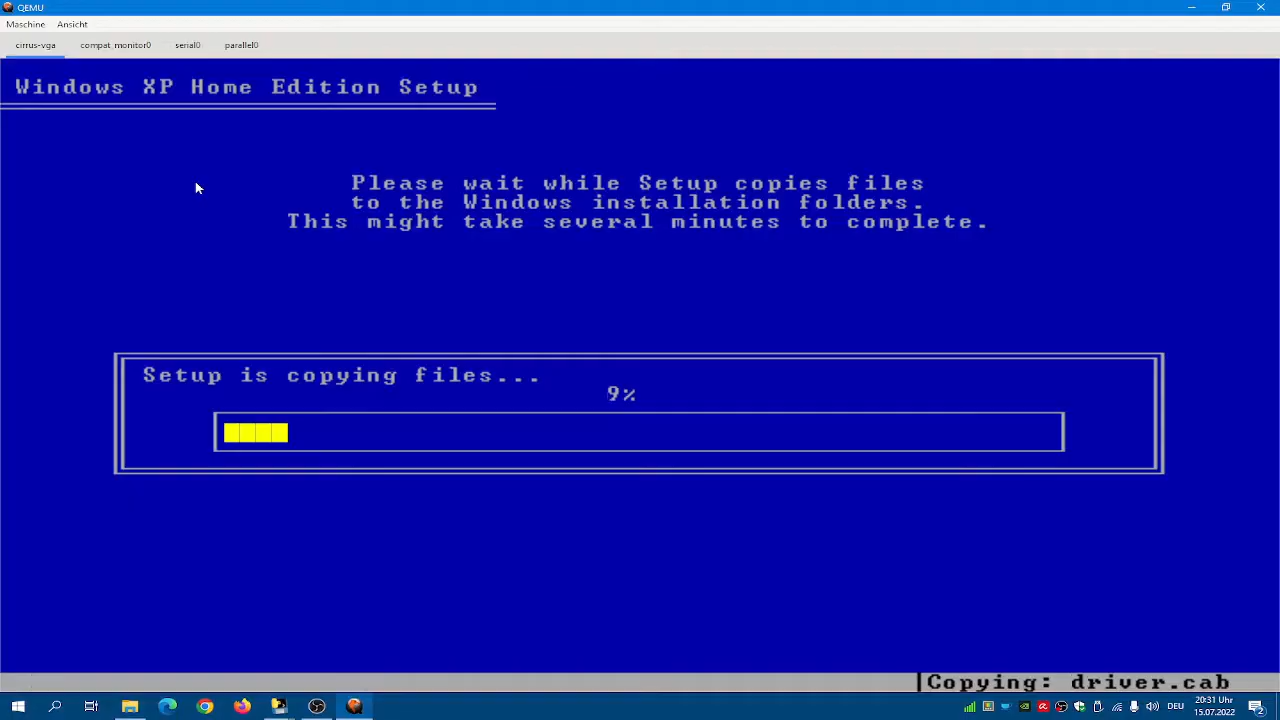 QEMU
Maschine Ansicht
cirrus-vga compat_monitor0 serial0 parallel0
Windows XP Home Edition Setup
Please wait while Setup copies files
to the Windows installation folders.
This might take several minutes to complete.
Setup is copying files...
9%
Copying: driver.cab
DEU
20:31 Uhr
15.07.2022
2